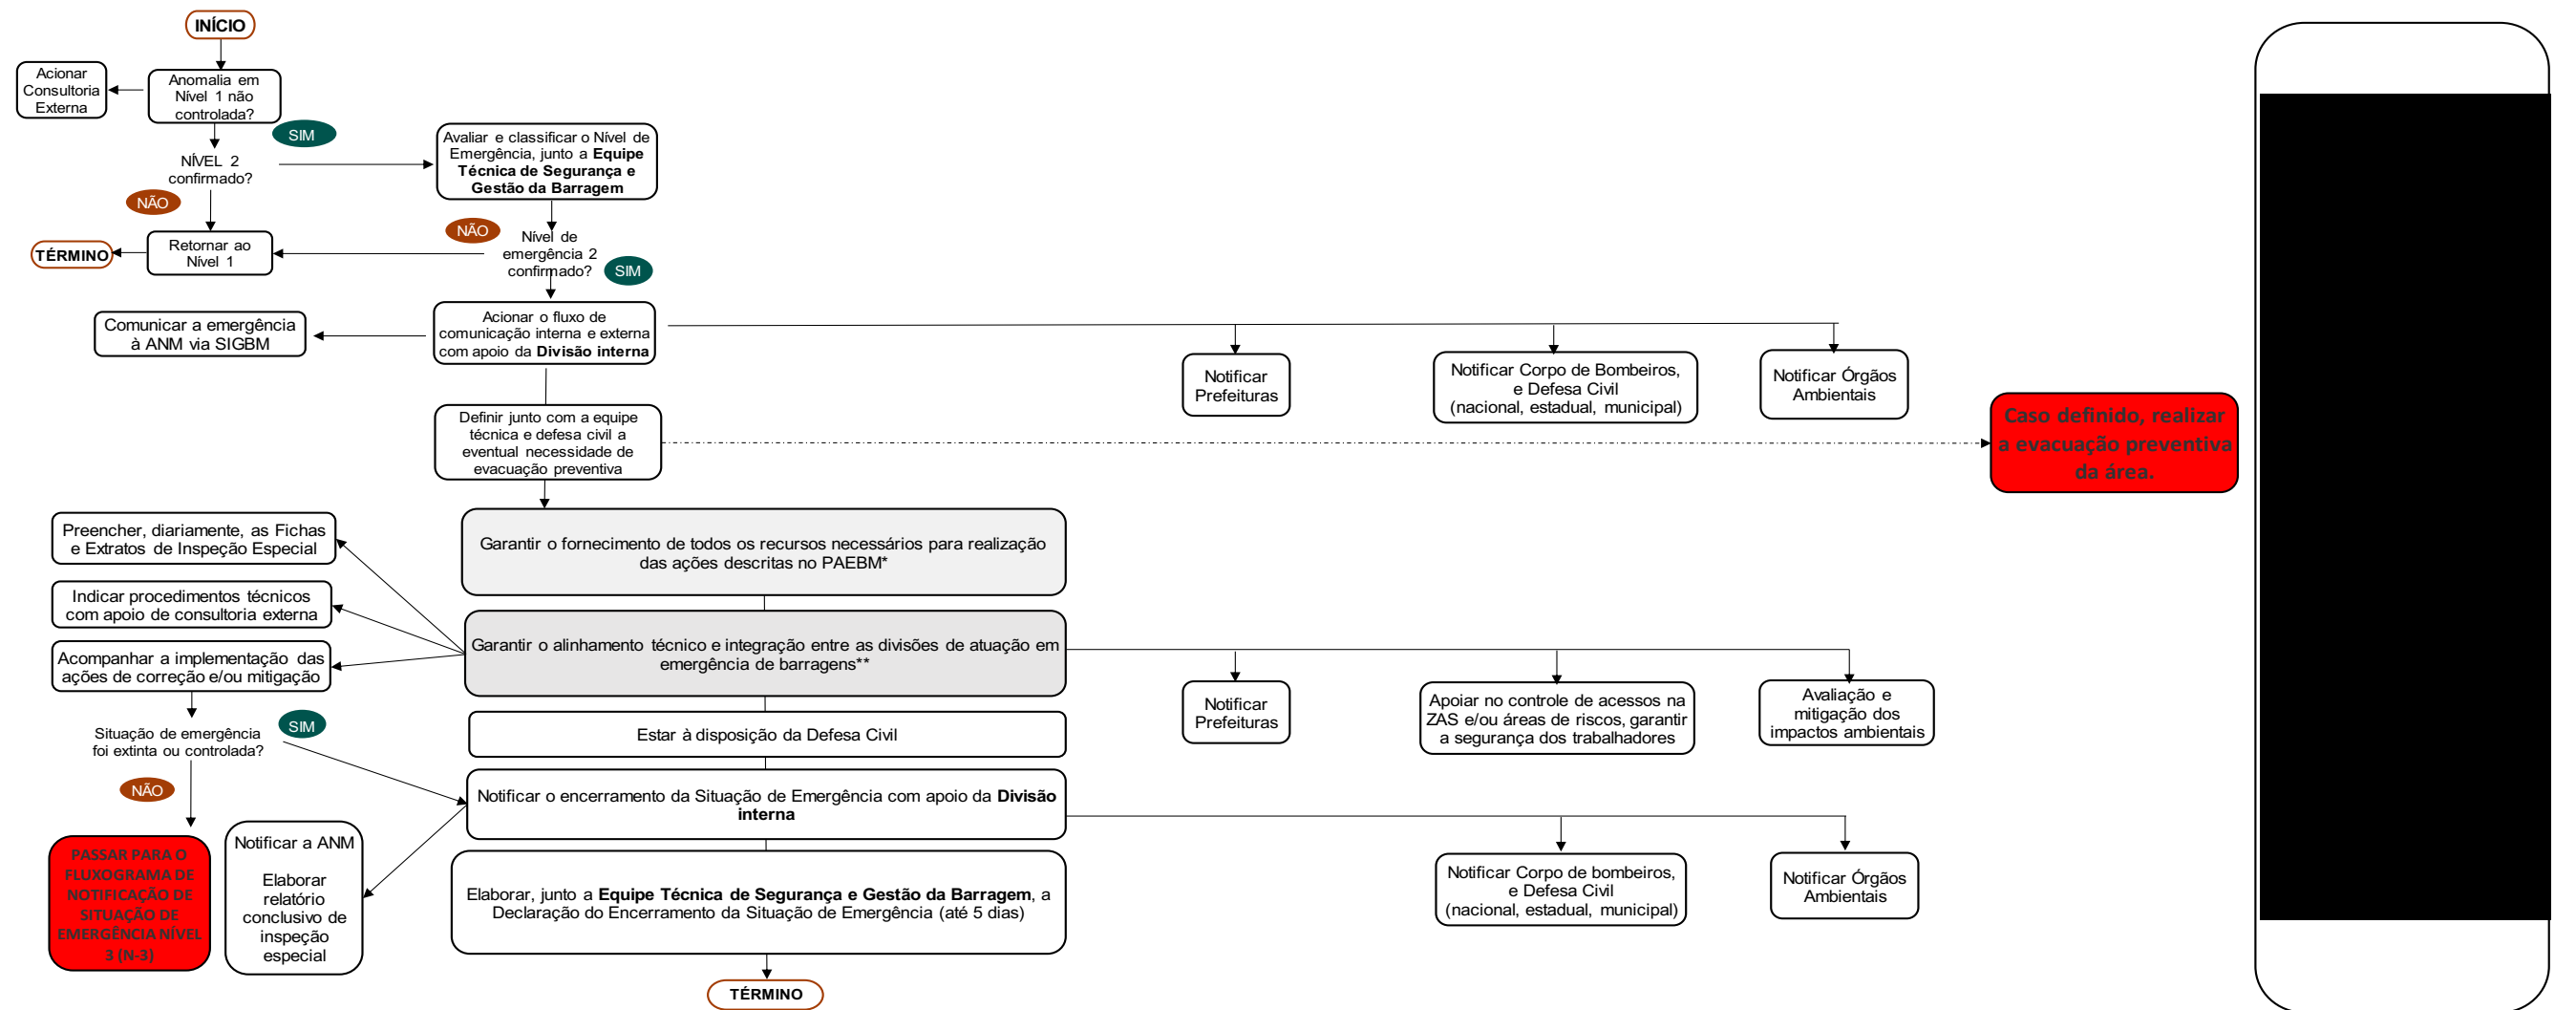 INÍCIO
Acionar
Consultoria
Externa
Anomalia em
Nível 1 não
controlada?
SIM
NÍVEL 2
confirmado?
NÃO
Avaliar e classificar o Nível de
Emergência, junto a Equipe
Técnica de Segurança e
Gestão da Barragem
TÉRMINO
Retornar ao
Nível 1
NÃO
Nível de
emergência 2
confirmado?
SIM
Comunicar a emergência
à ANM via SIGBM
Acionar o fluxo de
comunicação interna e externa
com apoio da Divisão interna
Notificar
Prefeituras
Notificar Corpo de Bombeiros,
e Defesa Civil
(nacional, estadual, municipal)
Notificar Órgãos
Ambientais
Definir junto com a equipe
técnica e defesa civil a
eventual necessidade de
evacuação preventiva
Caso definido, realizar
a evacuação preventiva
da área.
Preencher, diariamente, as Fichas
e Extratos de Inspeção Especial
Garantir o fornecimento de todos os recursos necessários para realização
das ações descritas no PAEBM*
Indicar procedimentos técnicos
com apoio de consultoria externa
Acompanhar a implementação das
ações de correção e/ou mitigação
Garantir o alinhamento técnico e integração entre as divisões de atuação em
emergência de barragens**
Notificar
Prefeituras
Apoiar no controle de acessos na
ZAS e/ou áreas de riscos, garantir
a segurança dos trabalhadores
Avaliação e
mitigação dos
impactos ambientais
Situação de emergência
foi extinta ou controlada?
SIM
NÃO
Estar à disposição da Defesa Civil
Notificar o encerramento da Situação de Emergência com apoio da Divisão
interna
PASSAR PARA O
FLUXOGRAMA DE
NOTIFICAÇÃO DE
SITUAÇÃO DE
EMERGÊNCIA NÍVEL
3 (N-3)
Notificar a ANM
Elaborar
relatório
conclusivo de
inspeção
especial
Elaborar, junto a Equipe Técnica de Segurança e Gestão da Barragem, a
Declaração do Encerramento da Situação de Emergência (até 5 dias)
Notificar Corpo de bombeiros,
e Defesa Civil
(nacional, estadual, municipal)
Notificar Órgãos
Ambientais
TÉRMINO